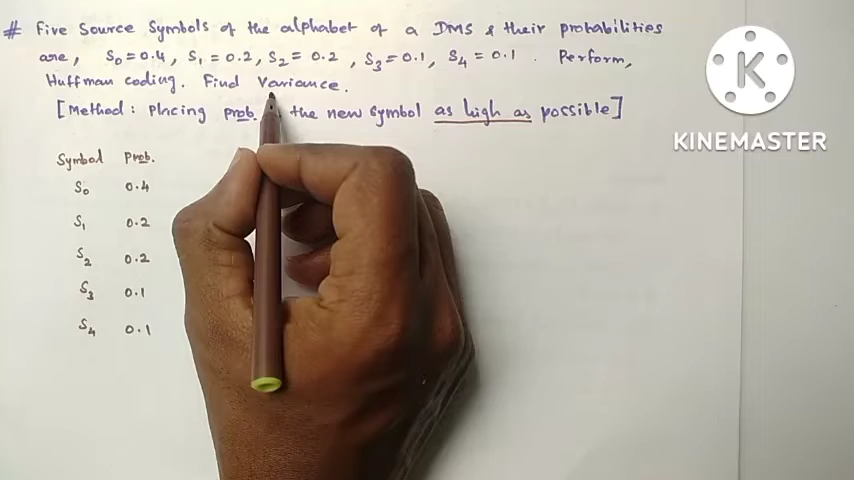 # Five Source Symbols of the alphabet of a DMS & their probabilities
are, S0 = 0.4, S1 = 0.2, S2 = 0.2, S3 = 0.1, S4 = 0.1. Perform,
Huffman coding. Find Variance.
[Method: Placing prob. the new symbol as high as possible]
Symbol Prob.
S0 0.4
S1 0.2
S2 0.2
S3 0.1
S4 0.1
K
KINEMASTER